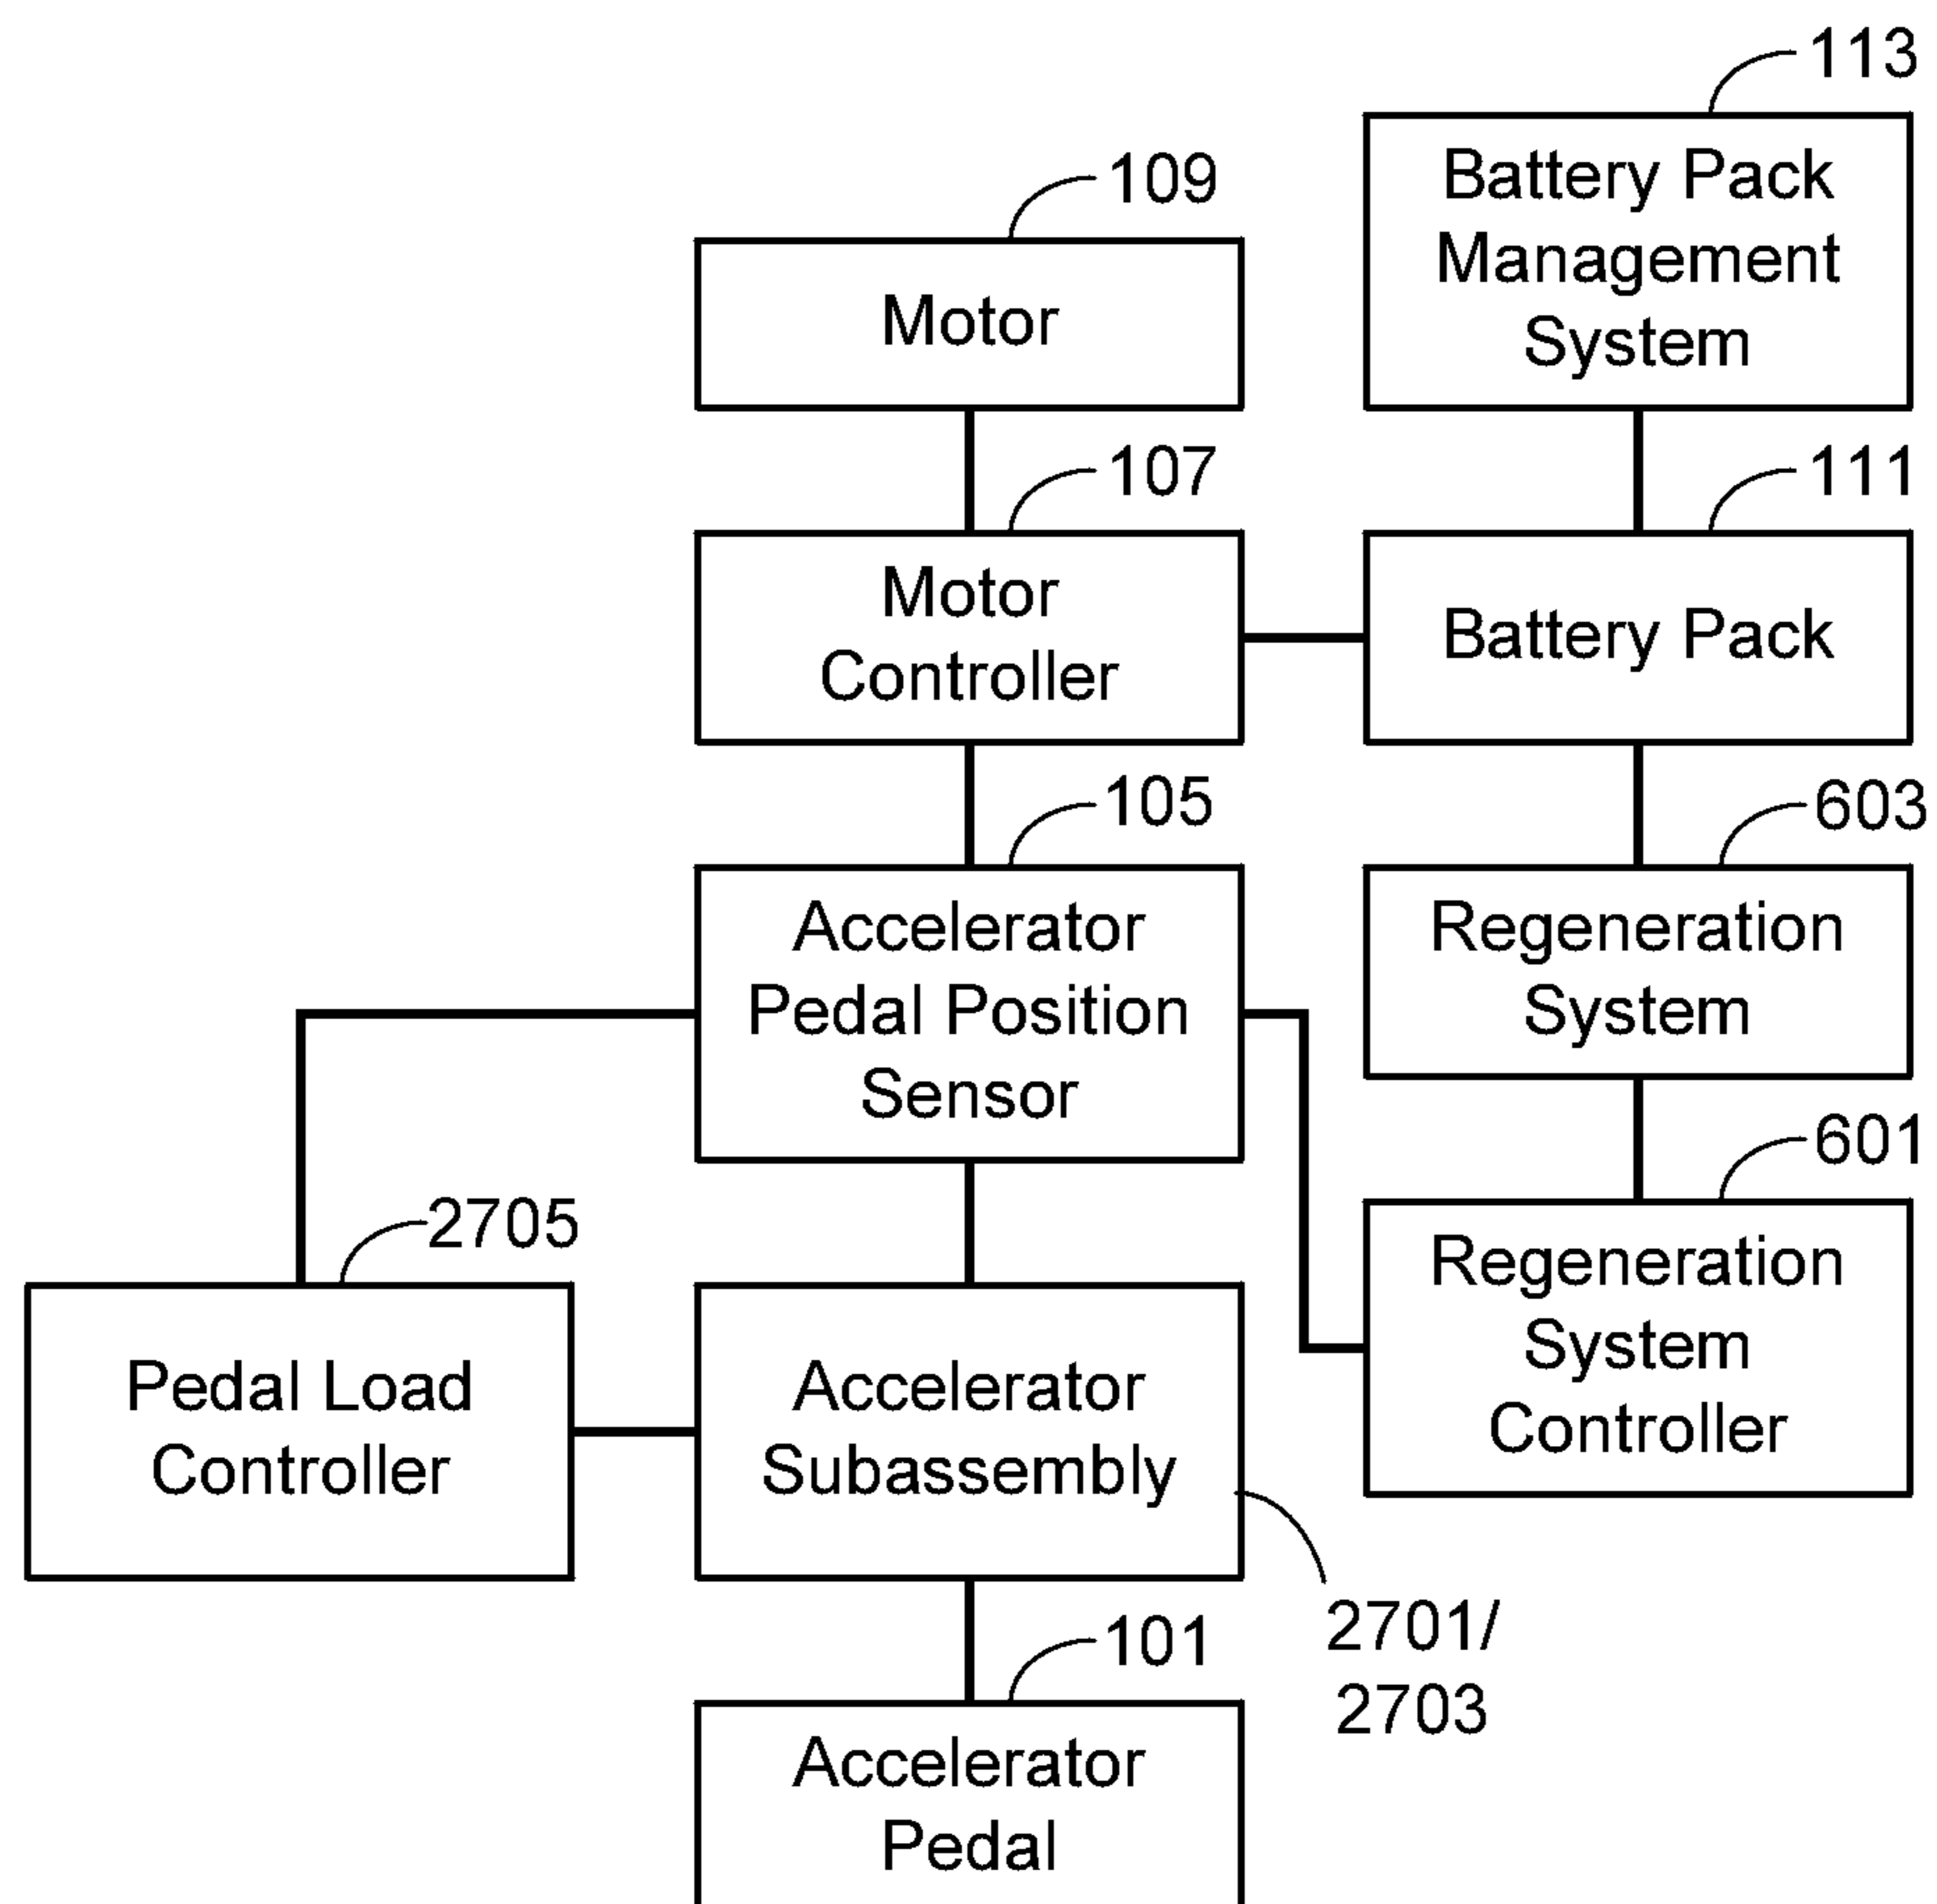 113
Battery Pack
Management
System
109
Motor
107
Motor
Controller
111
Battery Pack
105
Accelerator
Pedal Position
Sensor
603
Regeneration
System
601
Regeneration
System
Controller
2705
Pedal Load
Controller
Accelerator
Subassembly
2701/
2703
101
Accelerator
Pedal